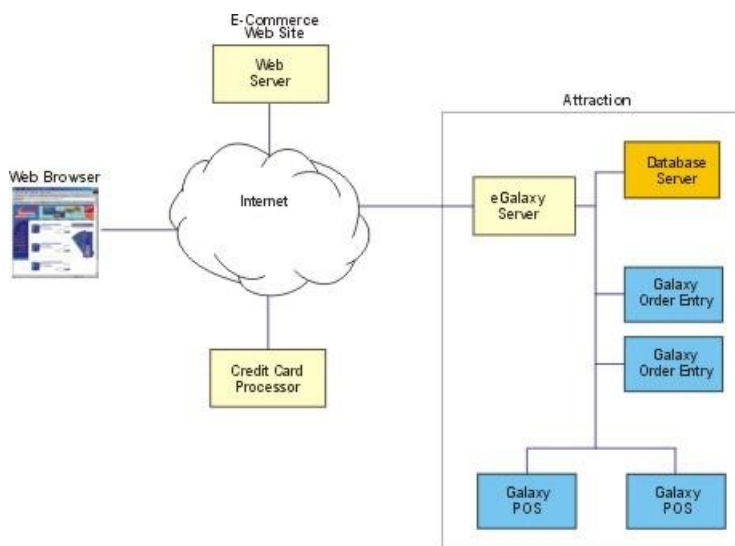 E-Commerce
Web Site
Web
Server
Attraction
Web Browser
Internet
eGalaxy
Server
Database
Server
Galaxy
Order Entry
Galaxy
Order Entry
Credit Card
Processor
Galaxy
POS
Galaxy
POS